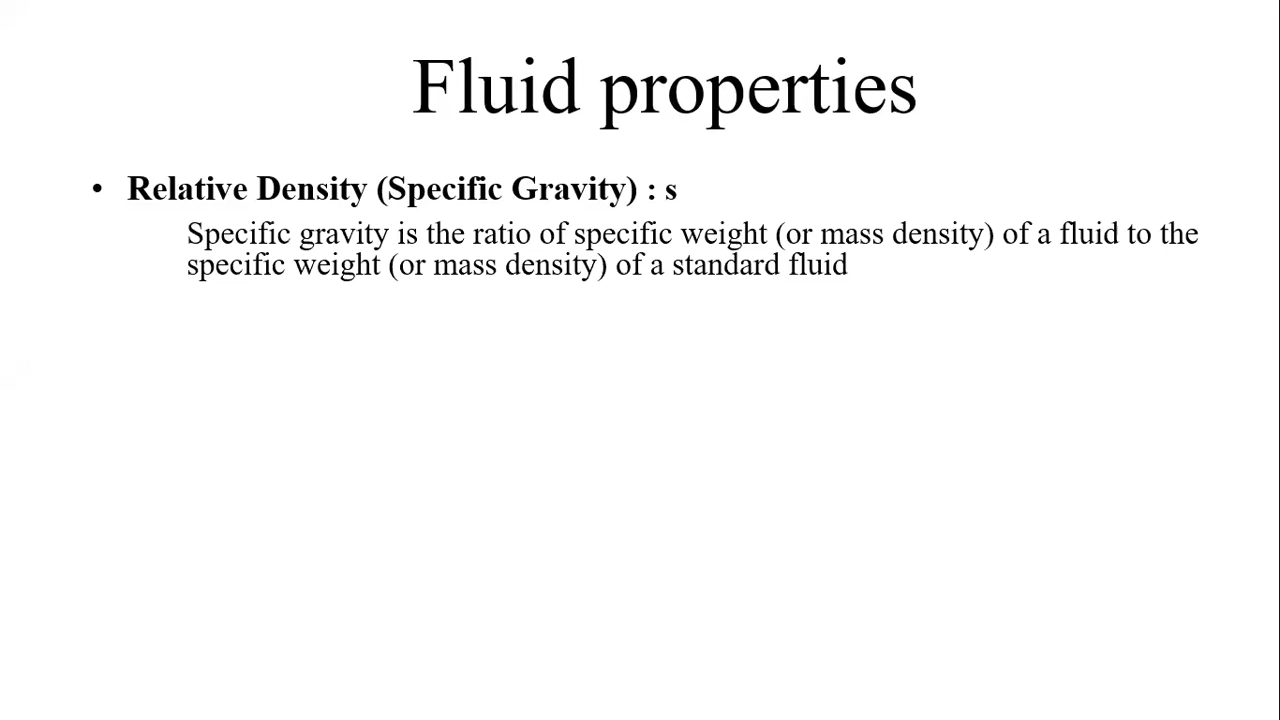 Fluid properties
• Relative Density (Specific Gravity) : s
Specific gravity is the ratio of specific weight (or mass density) of a fluid to the
specific weight (or mass density) of a standard fluid